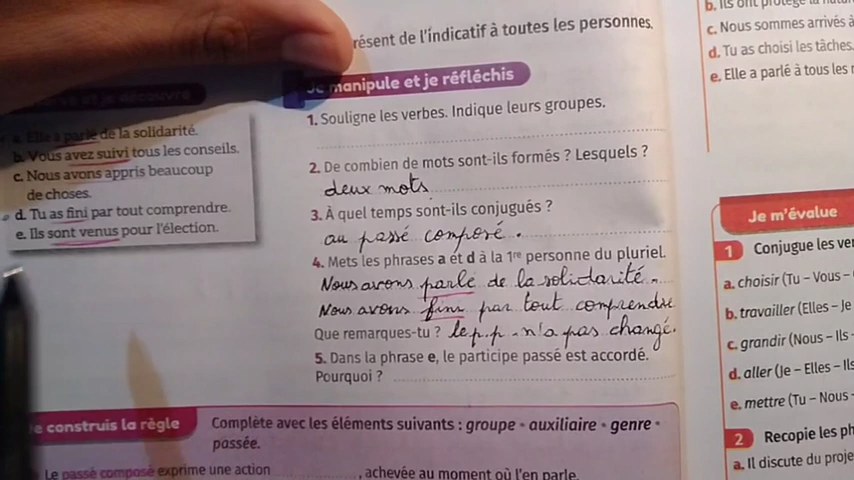 résent de l'indicatif à toutes les personnes.
Je manipule et je réfléchis
a. Elle a parlé de la solidarité.
b. Vous avez suivi tous les conseils.
c. Nous avons appris beaucoup
de choses.
d. Tu as fini par tout comprendre.
e. Ils sont venus pour l'élection.
1. Souligne les verbes. Indique leurs groupes.
2. De combien de mots sont-ils formés ? Lesquels ?
deux mots
3. À quel temps sont-ils conjugués ?
au passé composé.
4. Mets les phrases a et d à la 1re personne du pluriel.
Nous avons parlé de la solidarité.
Nous avons fini par tout comprendre
Que remarques-tu ? le p.p. n'a pas changé.
5. Dans la phrase e, le participe passé est accordé.
Pourquoi ?
e construis la règle
Complète avec les éléments suivants : groupe • auxiliaire • genre •
passée.
Le passé composé exprime une action , achevée au moment où l'en parle.
b. Ils ont protégé la
c. Nous sommes arrivés à
d. Tu as choisi les tâches
e. Elle a parlé à tous les
Je m'évalue
1 Conjugue les ver
a. choisir (Tu – Vous –
b. travailler (Elles – Je
c. grandir (Nous – Ils
d. aller (Je – Elles – Ils
e. mettre (Tu – Nous
2 Recopie les ph
a. Il discute du proje